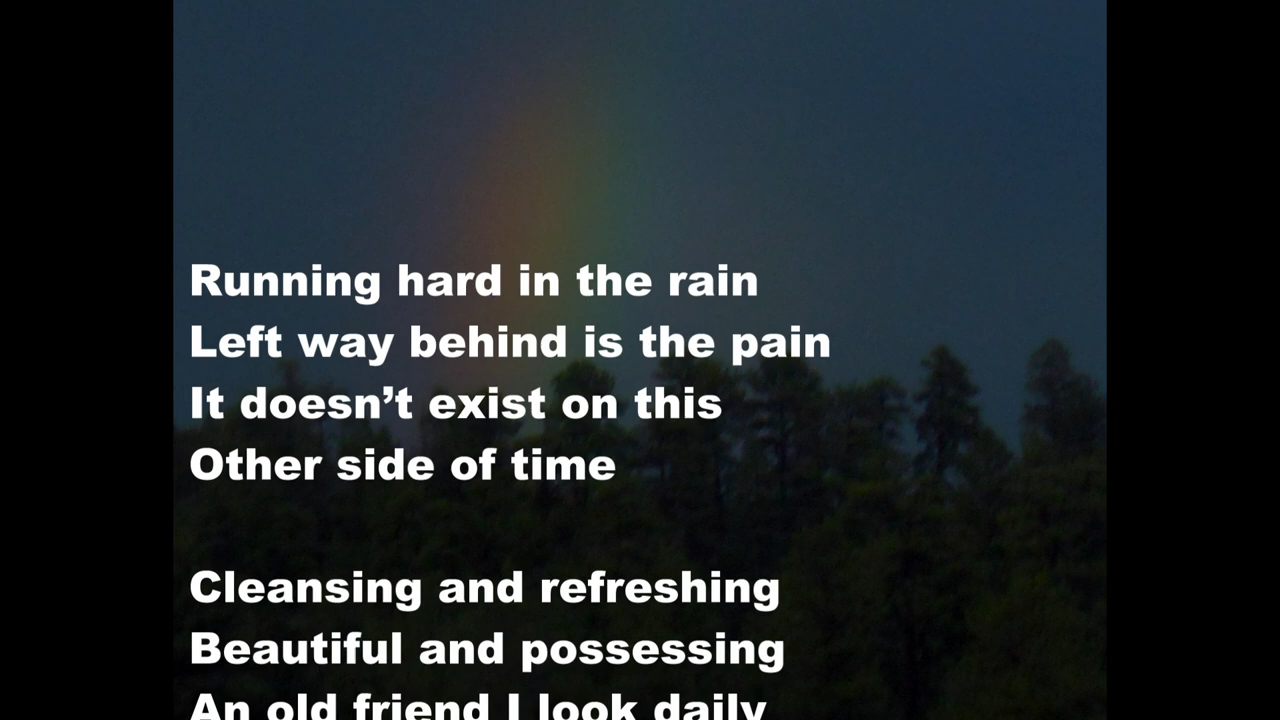 Running hard in the rain
Left way behind is the pain
It doesn’t exist on this
Other side of time
Cleansing and refreshing
Beautiful and possessing
An old friend I look daily